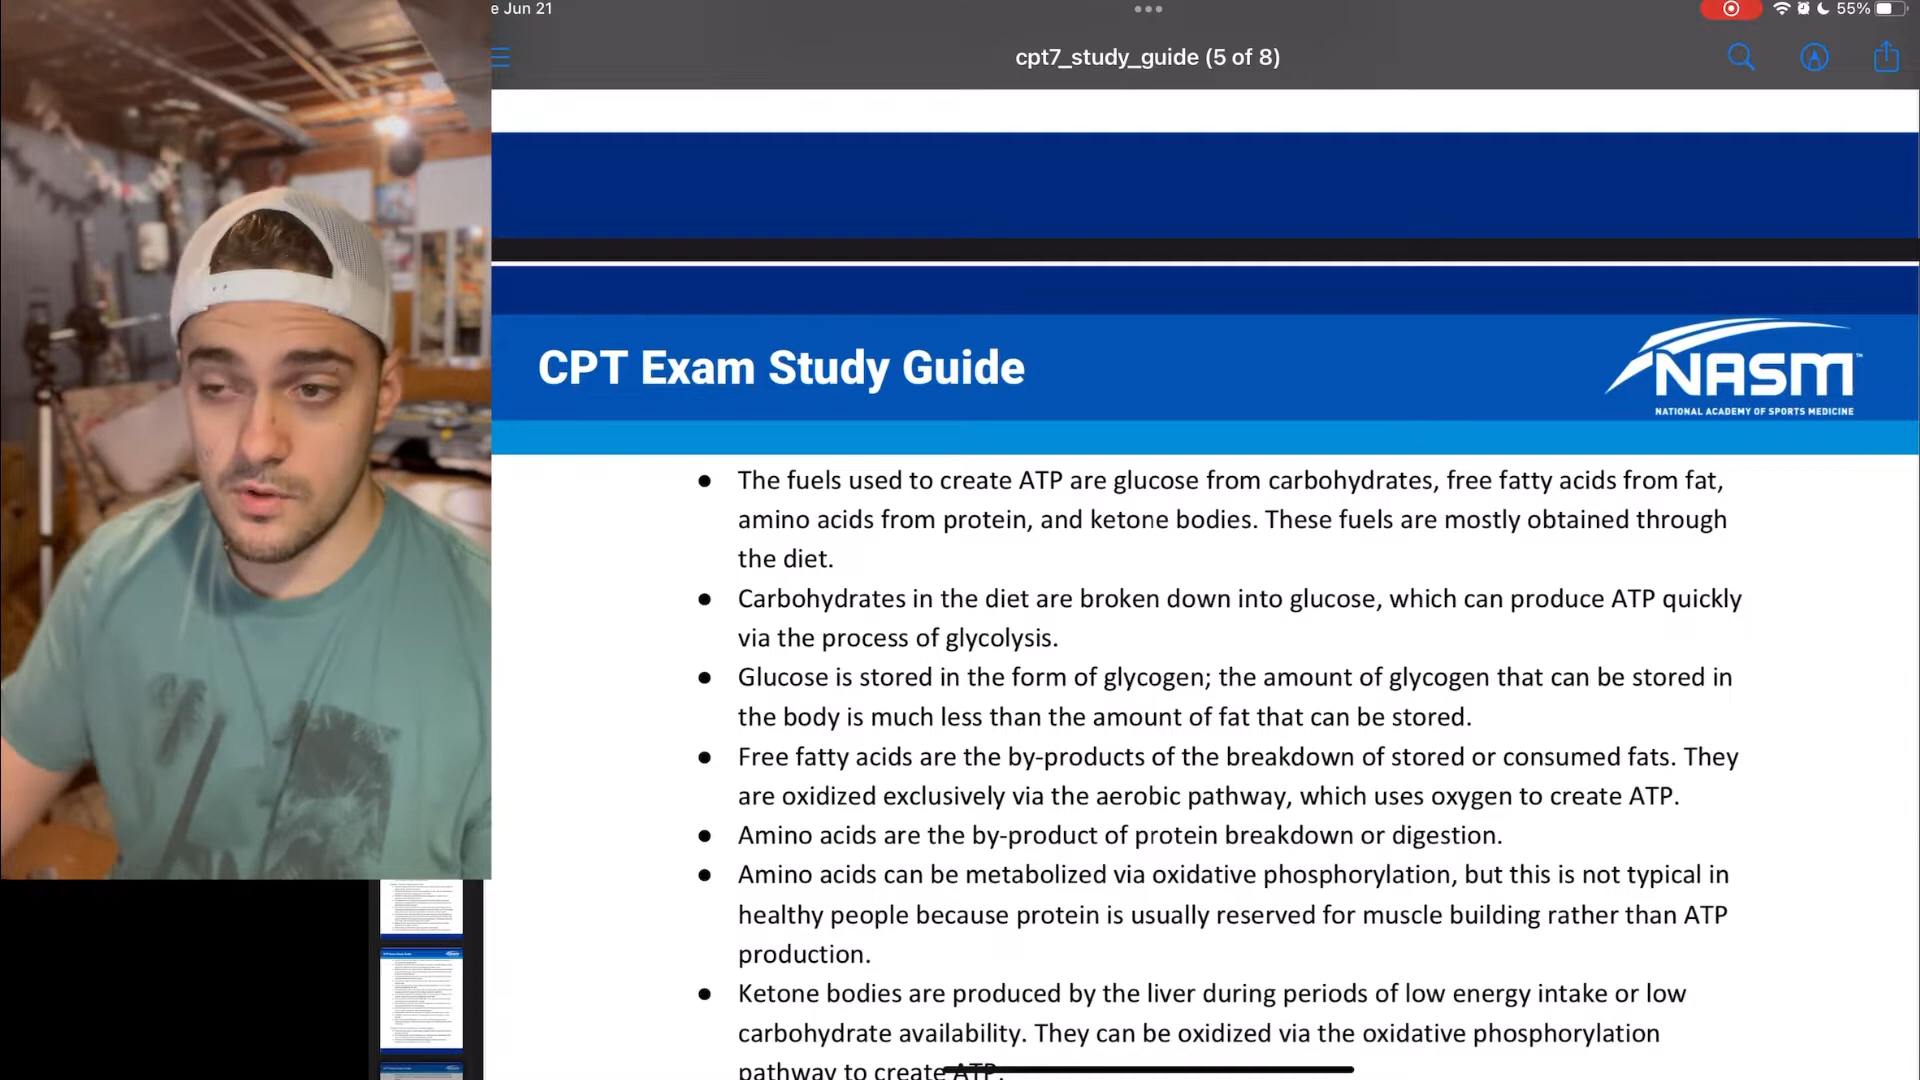 e Jun 21
55%
cpt7_study_guide (5 of 8)
CPT Exam Study Guide
NASM™
NATIONAL ACADEMY OF SPORTS MEDICINE
● The fuels used to create ATP are glucose from carbohydrates, free fatty acids from fat,
amino acids from protein, and ketone bodies. These fuels are mostly obtained through
the diet.
● Carbohydrates in the diet are broken down into glucose, which can produce ATP quickly
via the process of glycolysis.
● Glucose is stored in the form of glycogen; the amount of glycogen that can be stored in
the body is much less than the amount of fat that can be stored.
● Free fatty acids are the by-products of the breakdown of stored or consumed fats. They
are oxidized exclusively via the aerobic pathway, which uses oxygen to create ATP.
● Amino acids are the by-product of protein breakdown or digestion.
● Amino acids can be metabolized via oxidative phosphorylation, but this is not typical in
healthy people because protein is usually reserved for muscle building rather than ATP
production.
● Ketone bodies are produced by the liver during periods of low energy intake or low
carbohydrate availability. They can be oxidized via the oxidative phosphorylation
pathway to create ATP.